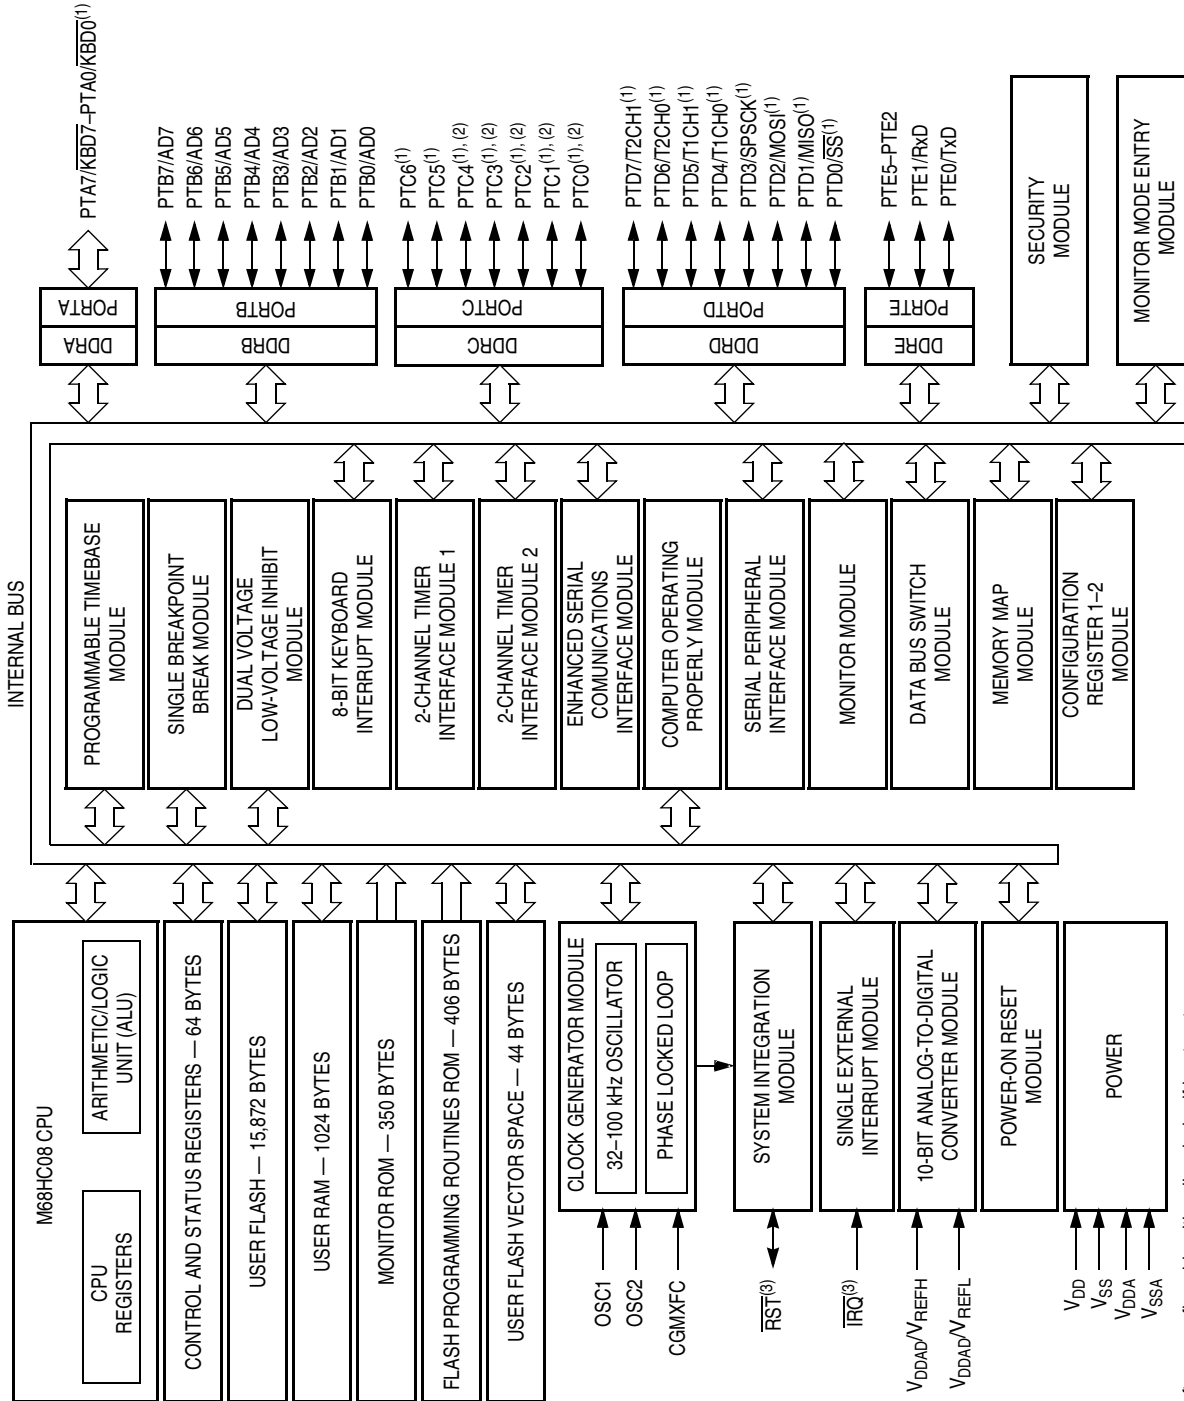 INTERNAL BUS
M68HC08 CPU
CPU
REGISTERS
ARITHMETIC/LOGIC
UNIT (ALU)
CONTROL AND STATUS REGISTERS — 64 BYTES
USER FLASH — 15,872 BYTES
USER RAM — 1024 BYTES
MONITOR ROM — 350 BYTES
FLASH PROGRAMMING ROUTINES ROM — 406 BYTES
USER FLASH VECTOR SPACE — 44 BYTES
CLOCK GENERATOR MODULE
32–100 kHz OSCILLATOR
PHASE LOCKED LOOP
OSC1
OSC2
CGMXFC
SYSTEM INTEGRATION
MODULE
RST(3)
SINGLE EXTERNAL
INTERRUPT MODULE
IRQ(3)
10-BIT ANALOG-TO-DIGITAL
CONVERTER MODULE
VDDAD/VREFH
VDDAD/VREFL
POWER-ON RESET
MODULE
POWER
VDD
VSS
VDDA
VSSA
PROGRAMMABLE TIMEBASE
MODULE
SINGLE BREAKPOINT
BREAK MODULE
DUAL VOLTAGE
LOW-VOLTAGE INHIBIT
MODULE
8-BIT KEYBOARD
INTERRUPT MODULE
2-CHANNEL TIMER
INTERFACE MODULE 1
2-CHANNEL TIMER
INTERFACE MODULE 2
ENHANCED SERIAL
COMUNICATIONS
INTERFACE MODULE
COMPUTER OPERATING
PROPERLY MODULE
SERIAL PERIPHERAL
INTERFACE MODULE
MONITOR MODULE
DATA BUS SWITCH
MODULE
MEMORY MAP
MODULE
CONFIGURATION
REGISTER 1–2
MODULE
DDRA
PORTA
PTA7/KBD7–PTA0/KBD0(1)
DDRB
PORTB
PTB7/AD7
PTB6/AD6
PTB5/AD5
PTB4/AD4
PTB3/AD3
PTB2/AD2
PTB1/AD1
PTB0/AD0
DDRC
PORTC
PTC6(1)
PTC5(1)
PTC4(1), (2)
PTC3(1), (2)
PTC2(1), (2)
PTC1(1), (2)
PTC0(1), (2)
DDRD
PORTD
PTD7/T2CH1(1)
PTD6/T2CH0(1)
PTD5/T1CH1(1)
PTD4/T1CH0(1)
PTD3/SPSCK(1)
PTD2/MOSI(1)
PTD1/MISO(1)
PTD0/SS(1)
DDRE
PORTE
PTE5–PTE2
PTE1/RxD
PTE0/TxD
SECURITY
MODULE
MONITOR MODE ENTRY
MODULE